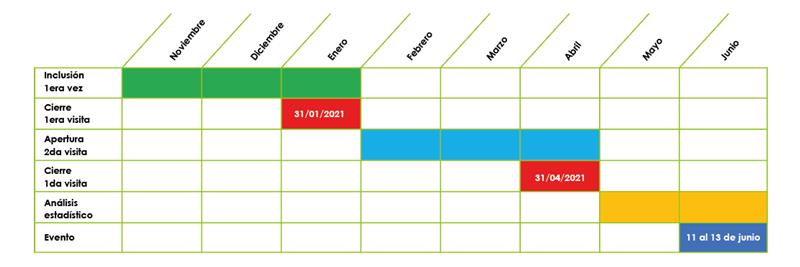 Noviembre
Diciembre
Enero
Febrero
Marzo
Abril
Mayo
Junio
Inclusión
1era vez
Cierre
1era visita
31/01/2021
Apertura
2da visita
Cierre
1da visita
31/04/2021
Análisis
estadístico
Evento
11 al 13 de junio